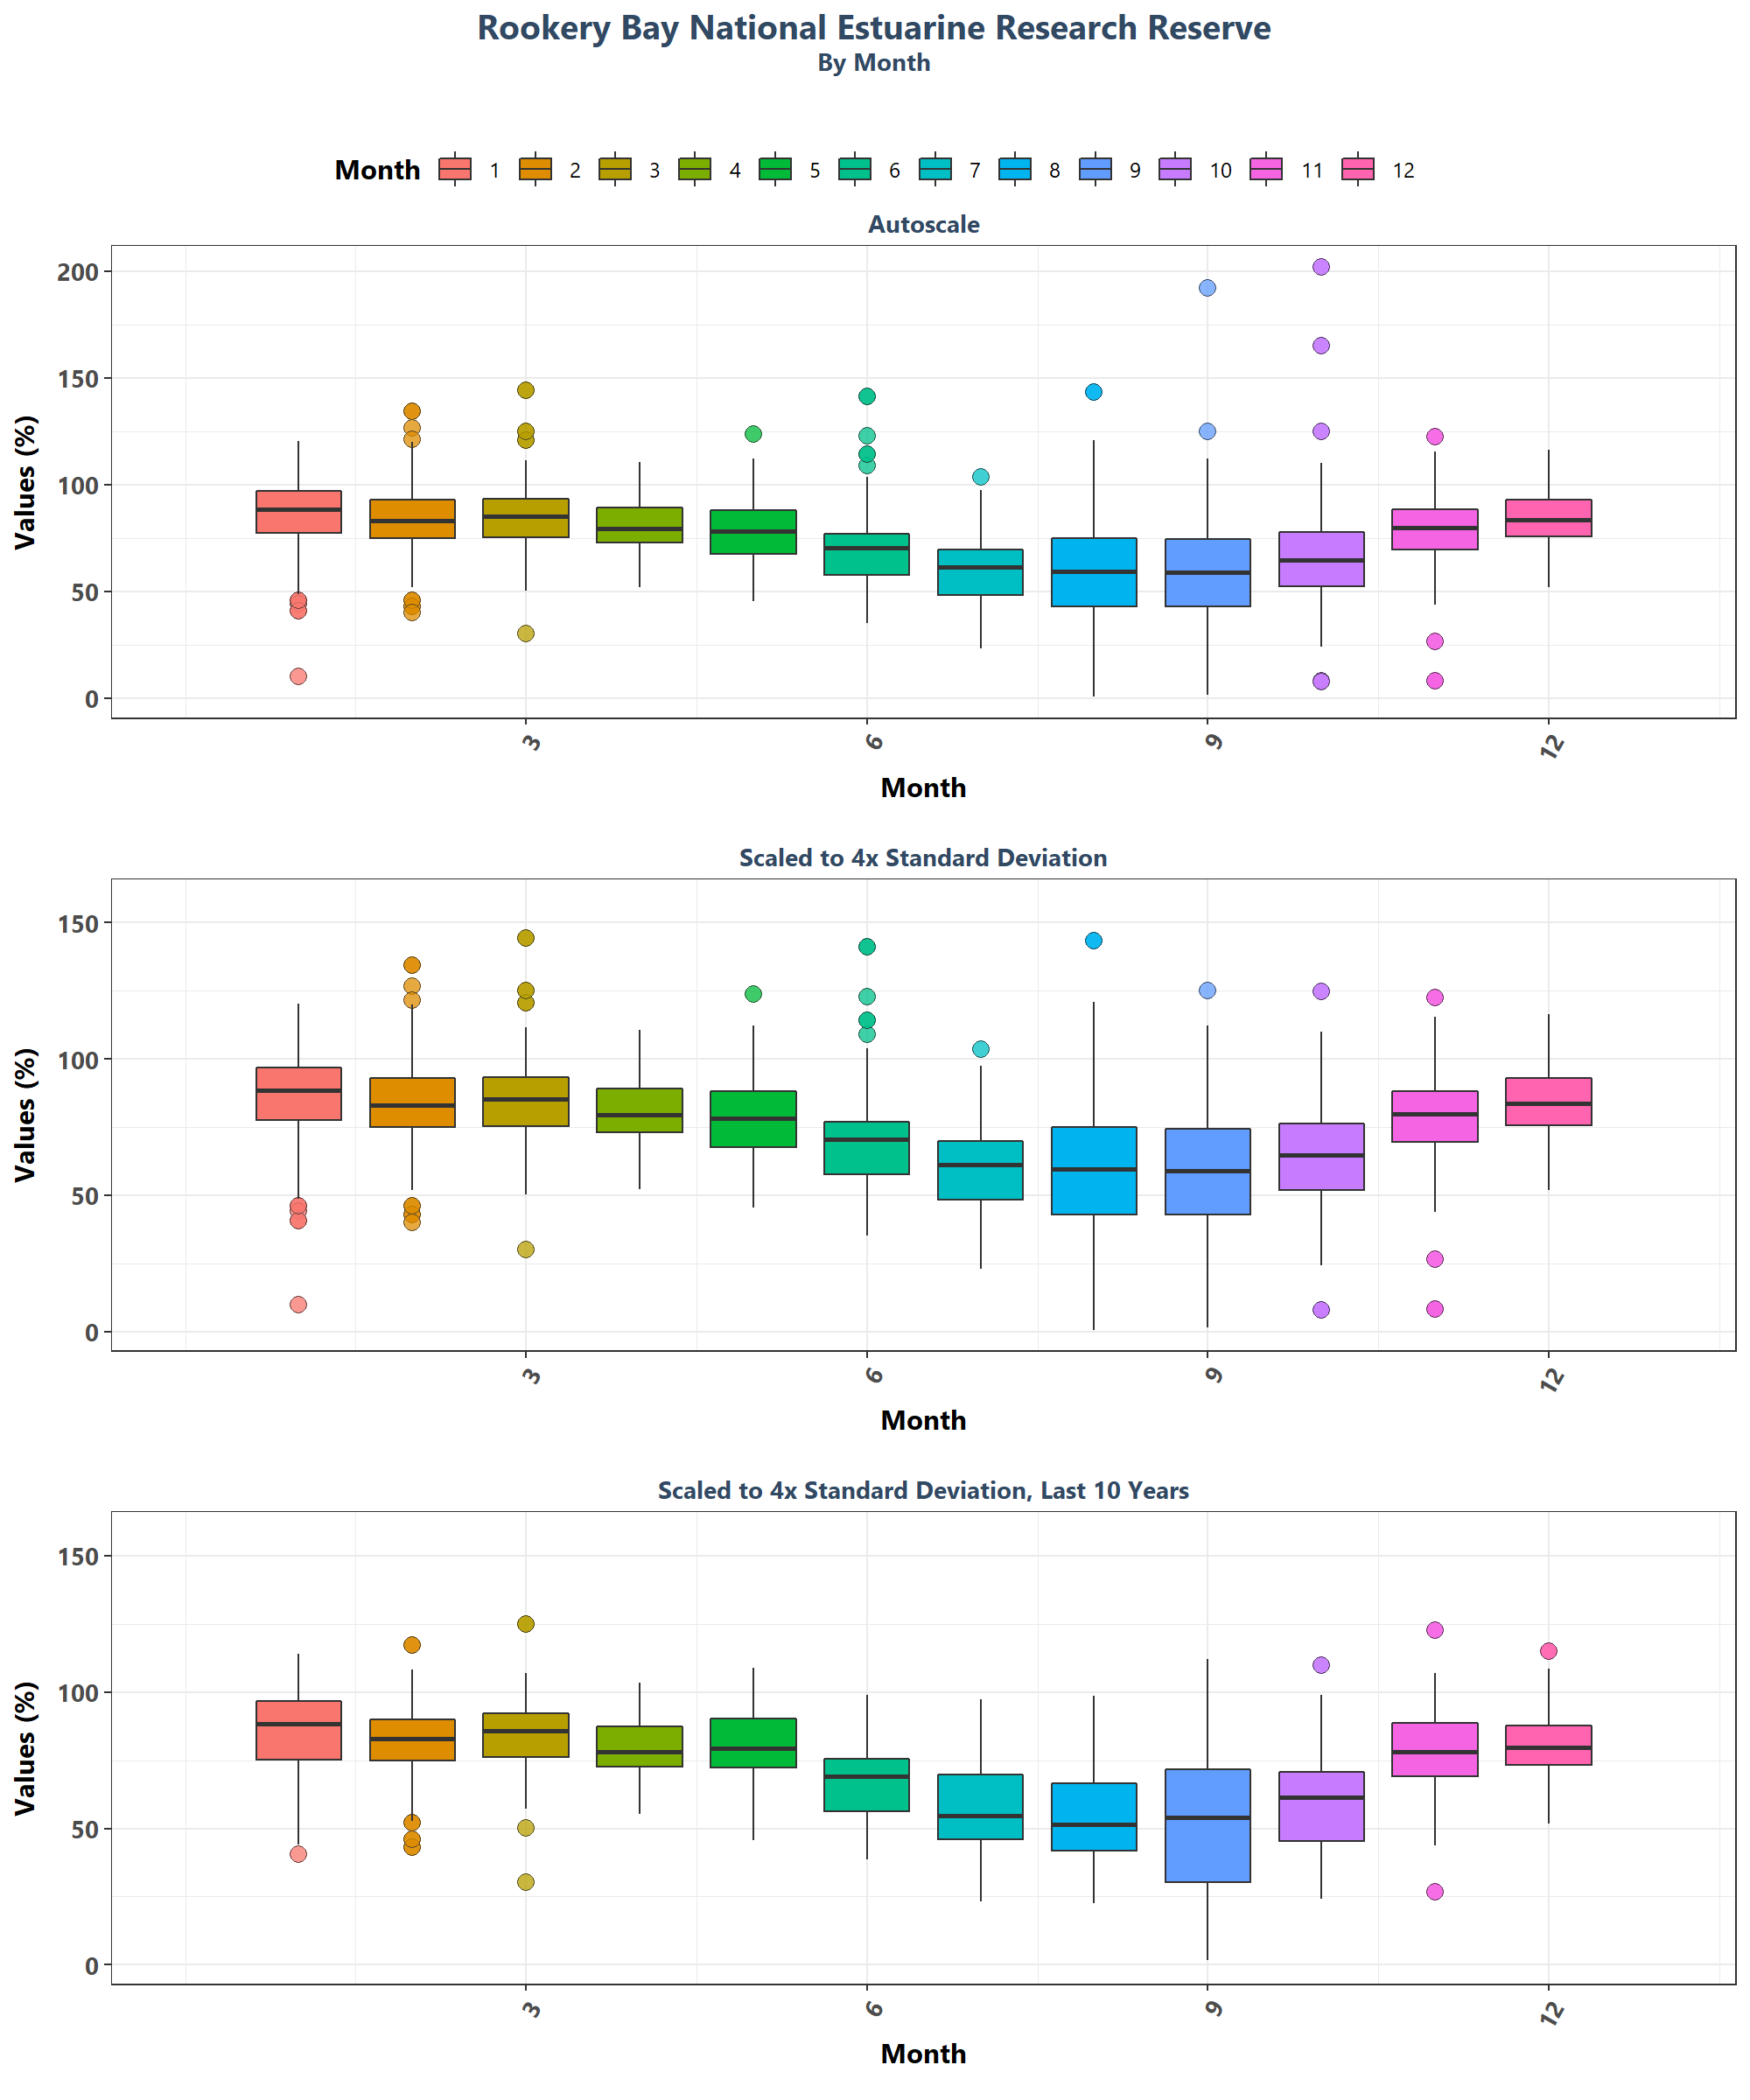 Rookery Bay National Estuarine Research Reserve
By Month
Month 1 2 3 4 5 6 7 8 9 10 11 12
Autoscale
Values (%)
200
150
100
50
0
3 6 9 12
Month
Scaled to 4x Standard Deviation
Values (%)
150
100
50
0
3 6 9 12
Month
Scaled to 4x Standard Deviation, Last 10 Years
Values (%)
150
100
50
0
3 6 9 12
Month